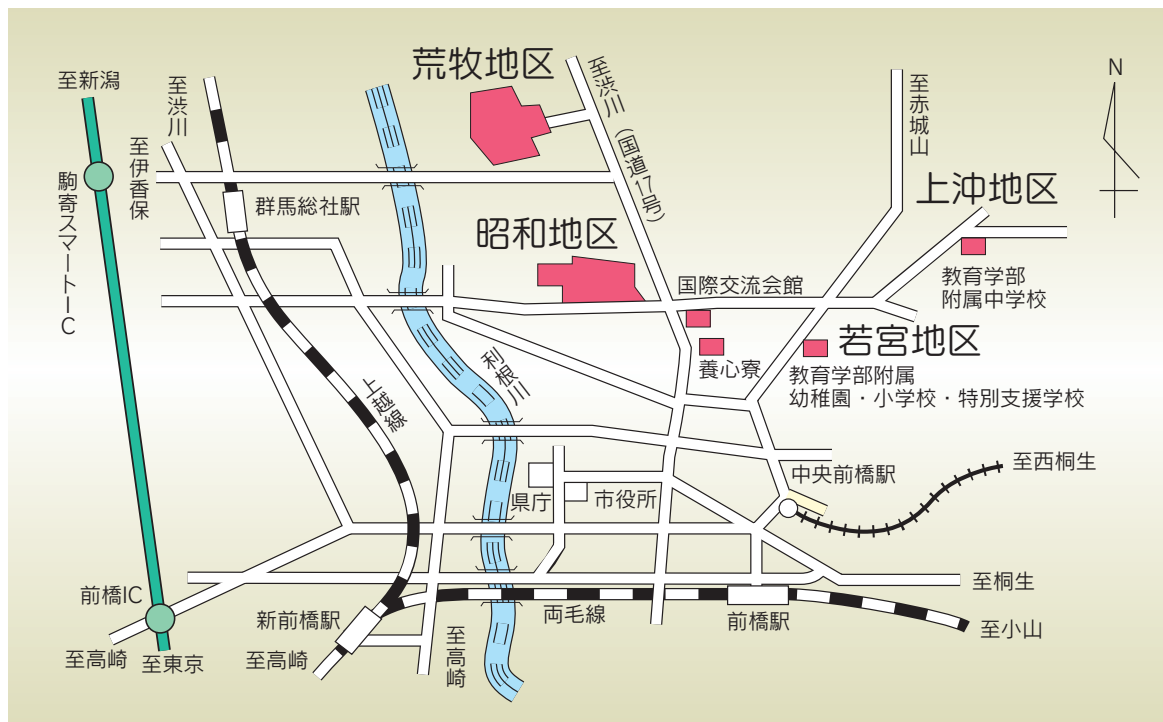 荒牧地区
N
至新潟
至渋川
至渋川
(国道17号)
至赤城山
至伊香保
駒寄スマートIC
群馬総社駅
上沖地区
昭和地区
教育学部
附属中学校
国際交流会館
若宮地区
養心寮
教育学部附属
幼稚園・小学校・特別支援学校
利根川
上越線
中央前橋駅
至西桐生
県庁
市役所
前橋IC
新前橋駅
両毛線
前橋駅
至桐生
至小山
至高崎
至東京
至高崎
至高崎